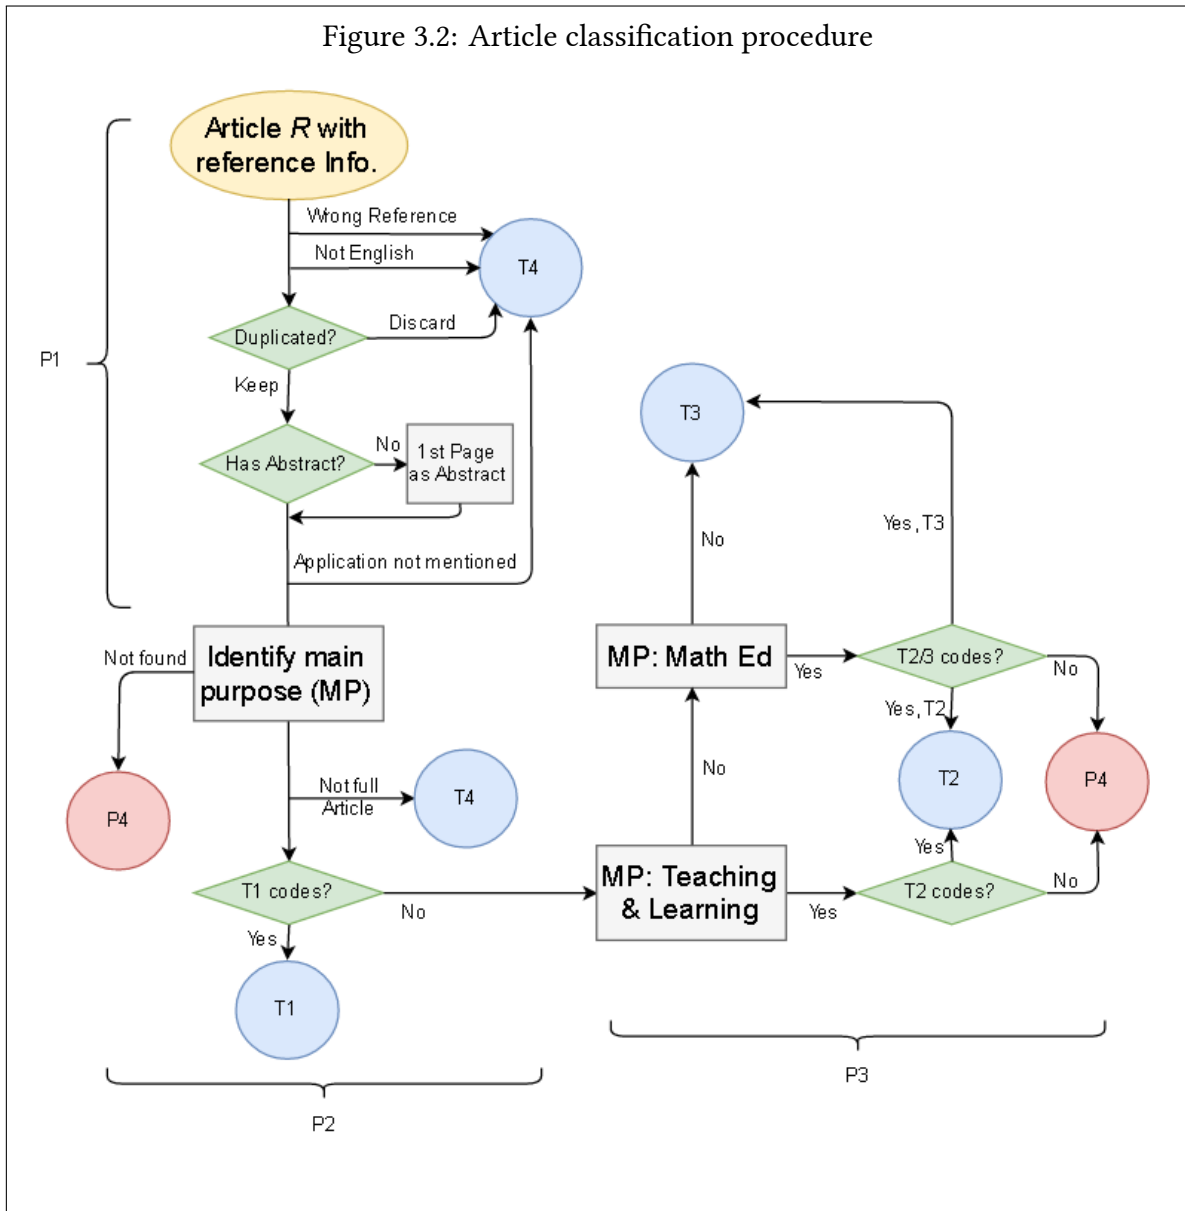 Figure 3.2: Article classification procedure
Article R with
reference Info.
Wrong Reference
Not English
T4
Duplicated?
Discard
P1
Keep
Has Abstract?
No
1st Page
as Abstract
Application not mentioned
Not found
Identify main
purpose (MP)
P4
Not full
Article
T4
T1 codes?
No
Yes
T1
P2
T3
No
Yes, T3
MP: Math Ed
Yes
T2/3 codes?
No
Yes, T2
No
T2
P4
Yes
MP: Teaching
& Learning
Yes
T2 codes?
No
P3